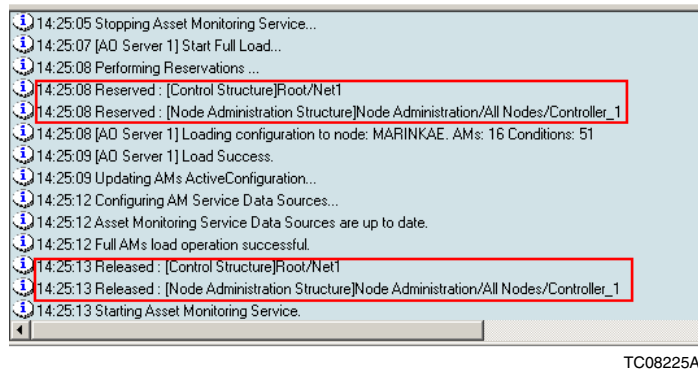 14:25:05 Stopping Asset Monitoring Service...
14:25:07 [AO Server 1] Start Full Load...
14:25:08 Performing Reservations ...
14:25:08 Reserved : [Control Structure]Root/Net1
14:25:08 Reserved : [Node Administration Structure]Node Administration/All Nodes/Controller_1
14:25:08 [AO Server 1] Loading configuration to node: MARINKAE. AMs: 16 Conditions: 51
14:25:09 [AO Server 1] Load Success.
14:25:09 Updating AMs ActiveConfiguration...
14:25:12 Configuring AM Service Data Sources...
14:25:12 Asset Monitoring Service Data Sources are up to date.
14:25:12 Full AMs load operation successful.
14:25:13 Released : [Control Structure]Root/Net1
14:25:13 Released : [Node Administration Structure]Node Administration/All Nodes/Controller_1
14:25:13 Starting Asset Monitoring Service.
TC08225A